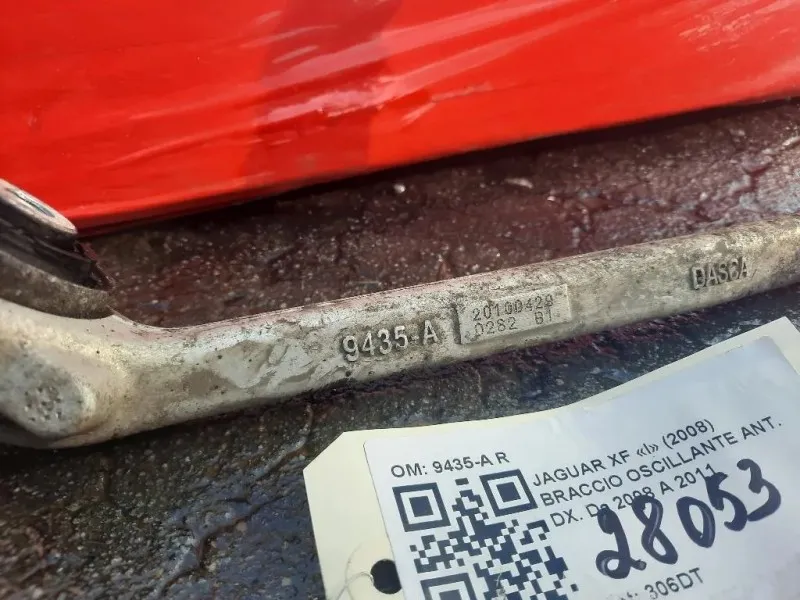 9435-A
20100429
0282 B1
DASCA
OM: 9435-A R
JAGUAR XF «I» (2008)
BRACCIO OSCILLANTE ANT.
DX. Da 2008 A 2011
28053
306DT